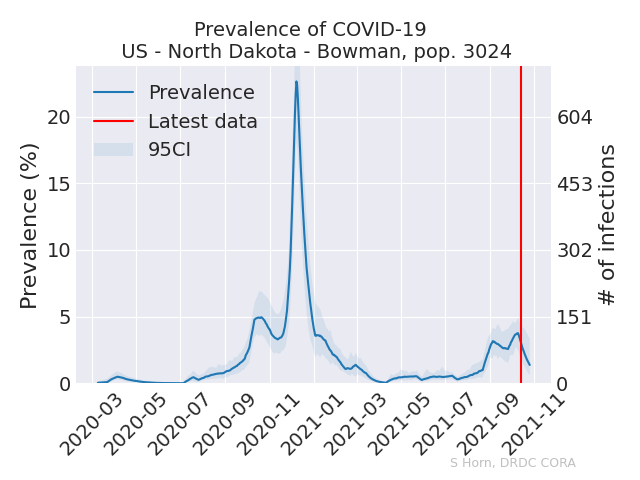 Prevalence of COVID-19
US - North Dakota - Bowman, pop. 3024
Prevalence
Latest data
95CI
Prevalence (%)
20
15
10
5
0
604
453
302
151
0
# of infections
2020-03
2020-05
2020-07
2020-09
2020-11
2021-01
2021-03
2021-05
2021-07
2021-09
2021-11
S Horn, DRDC CORA